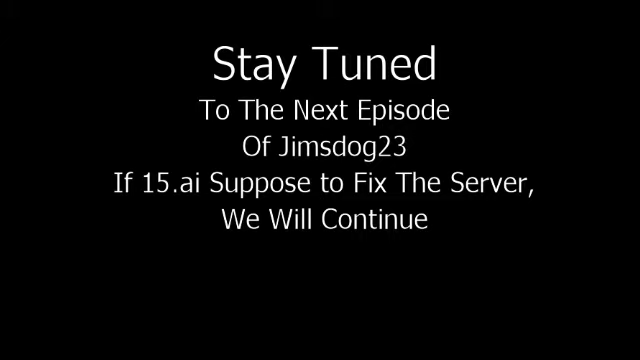 Stay Tuned
To The Next Episode
Of Jimsdog23
If 15.ai Suppose to Fix The Server,
We Will Continue